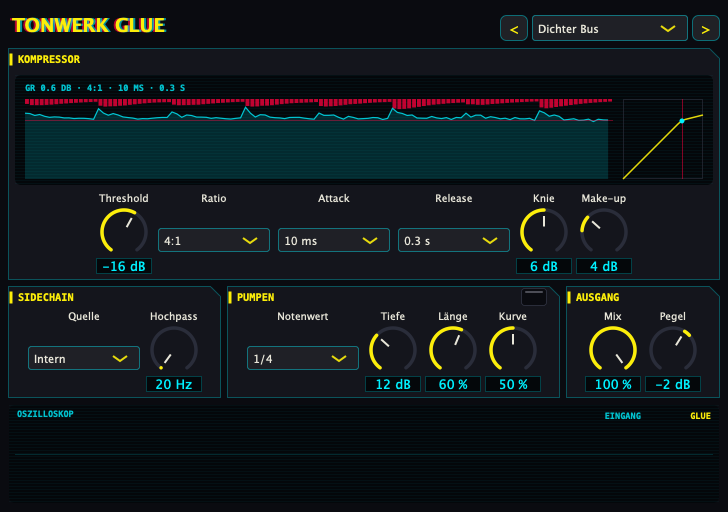 TONWERK GLUE
<
Dichter Bus
>
KOMPRESSOR
GR 0.6 DB · 4:1 · 10 MS · 0.3 S
Threshold
Ratio
Attack
Release
Knie
Make-up
4:1
10 ms
0.3 s
-16 dB
6 dB
4 dB
SIDECHAIN
PUMPEN
AUSGANG
Quelle
Hochpass
Notenwert
Tiefe
Länge
Kurve
Mix
Pegel
Intern
1/4
20 Hz
12 dB
60 %
50 %
100 %
-2 dB
OSZILLOSKOP
EINGANG
GLUE